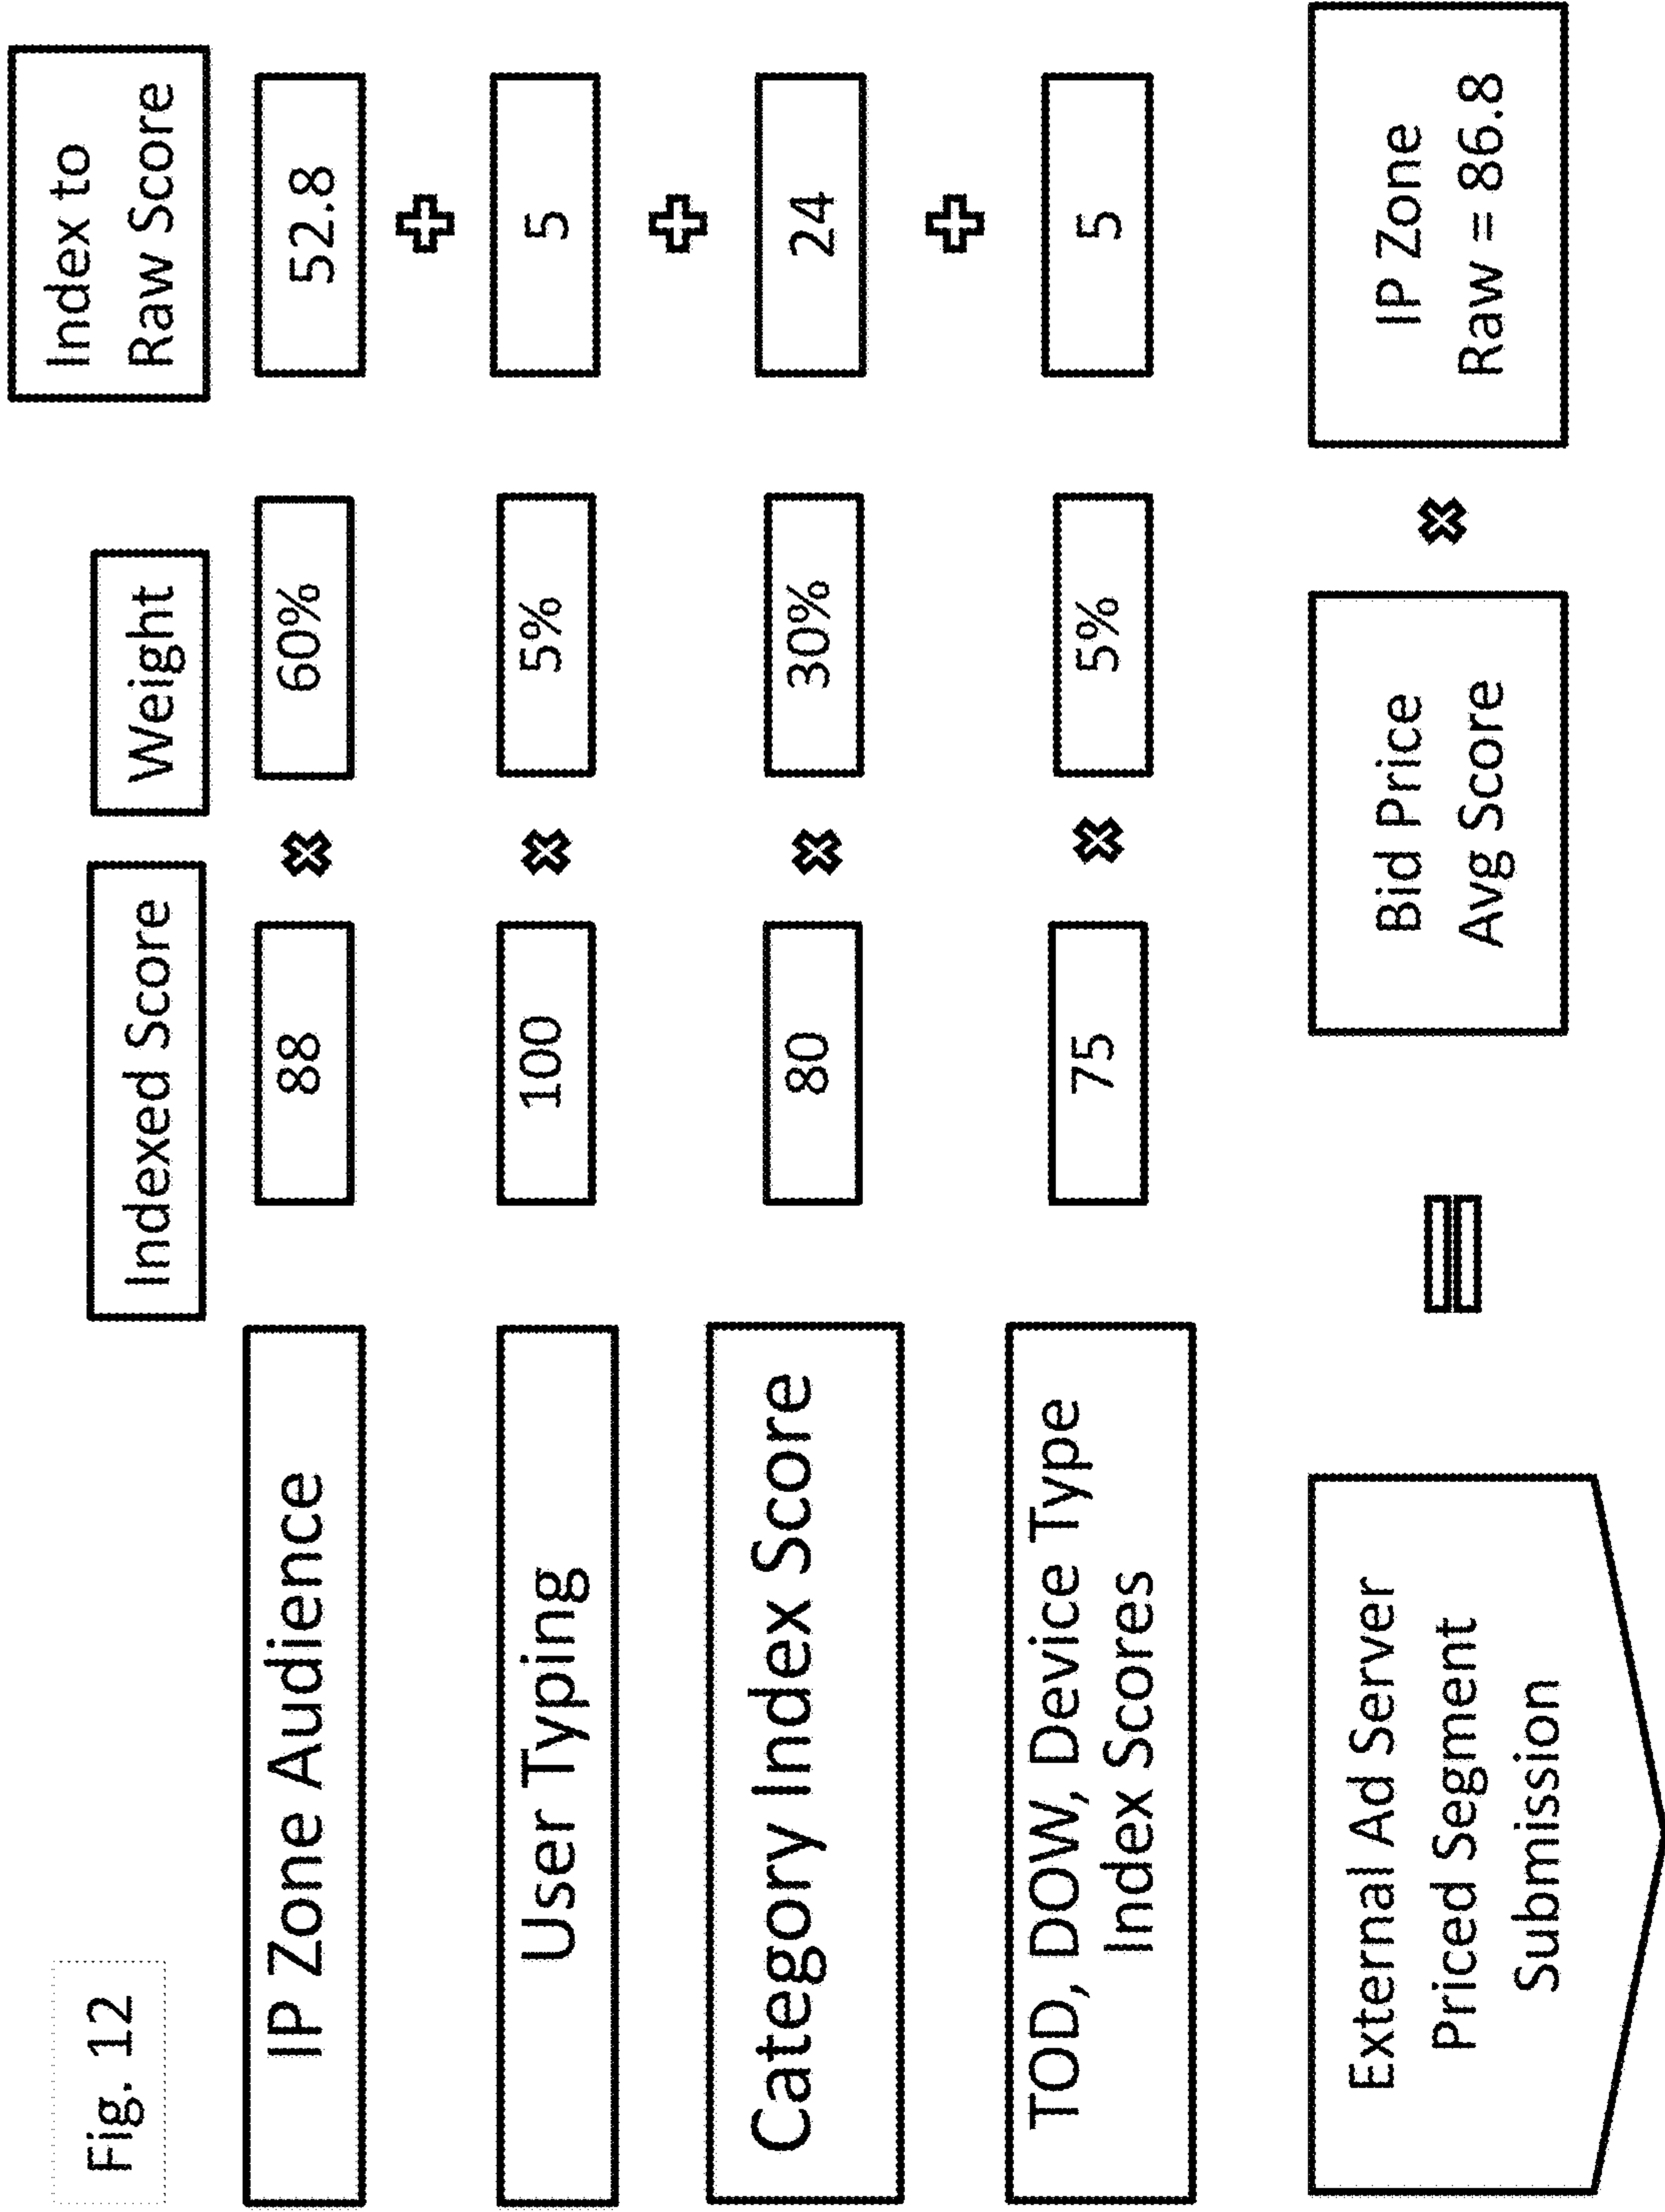 Fig. 12
Indexed Score
Weight
Index to
Raw Score
IP Zone Audience
88
60%
52.8
User Typing
100
5%
5
Category Index Score
80
30%
24
TOD, DOW, Device Type
Index Scores
75
5%
5
External Ad Server
Priced Segment
Submission
Bid Price
Avg Score
IP Zone
Raw = 86.8